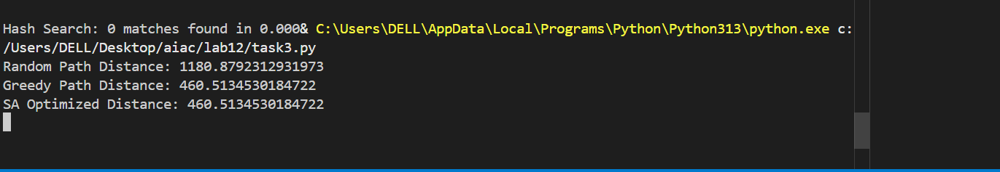 Hash Search: 0 matches found in 0.000& C:\Users\DELL\AppData\Local\Programs\Python\Python313\python.exe c:
/Users/DELL/Desktop/aiac/lab12/task3.py
Random Path Distance: 1180.8792312931973
Greedy Path Distance: 460.5134530184722
SA Optimized Distance: 460.5134530184722